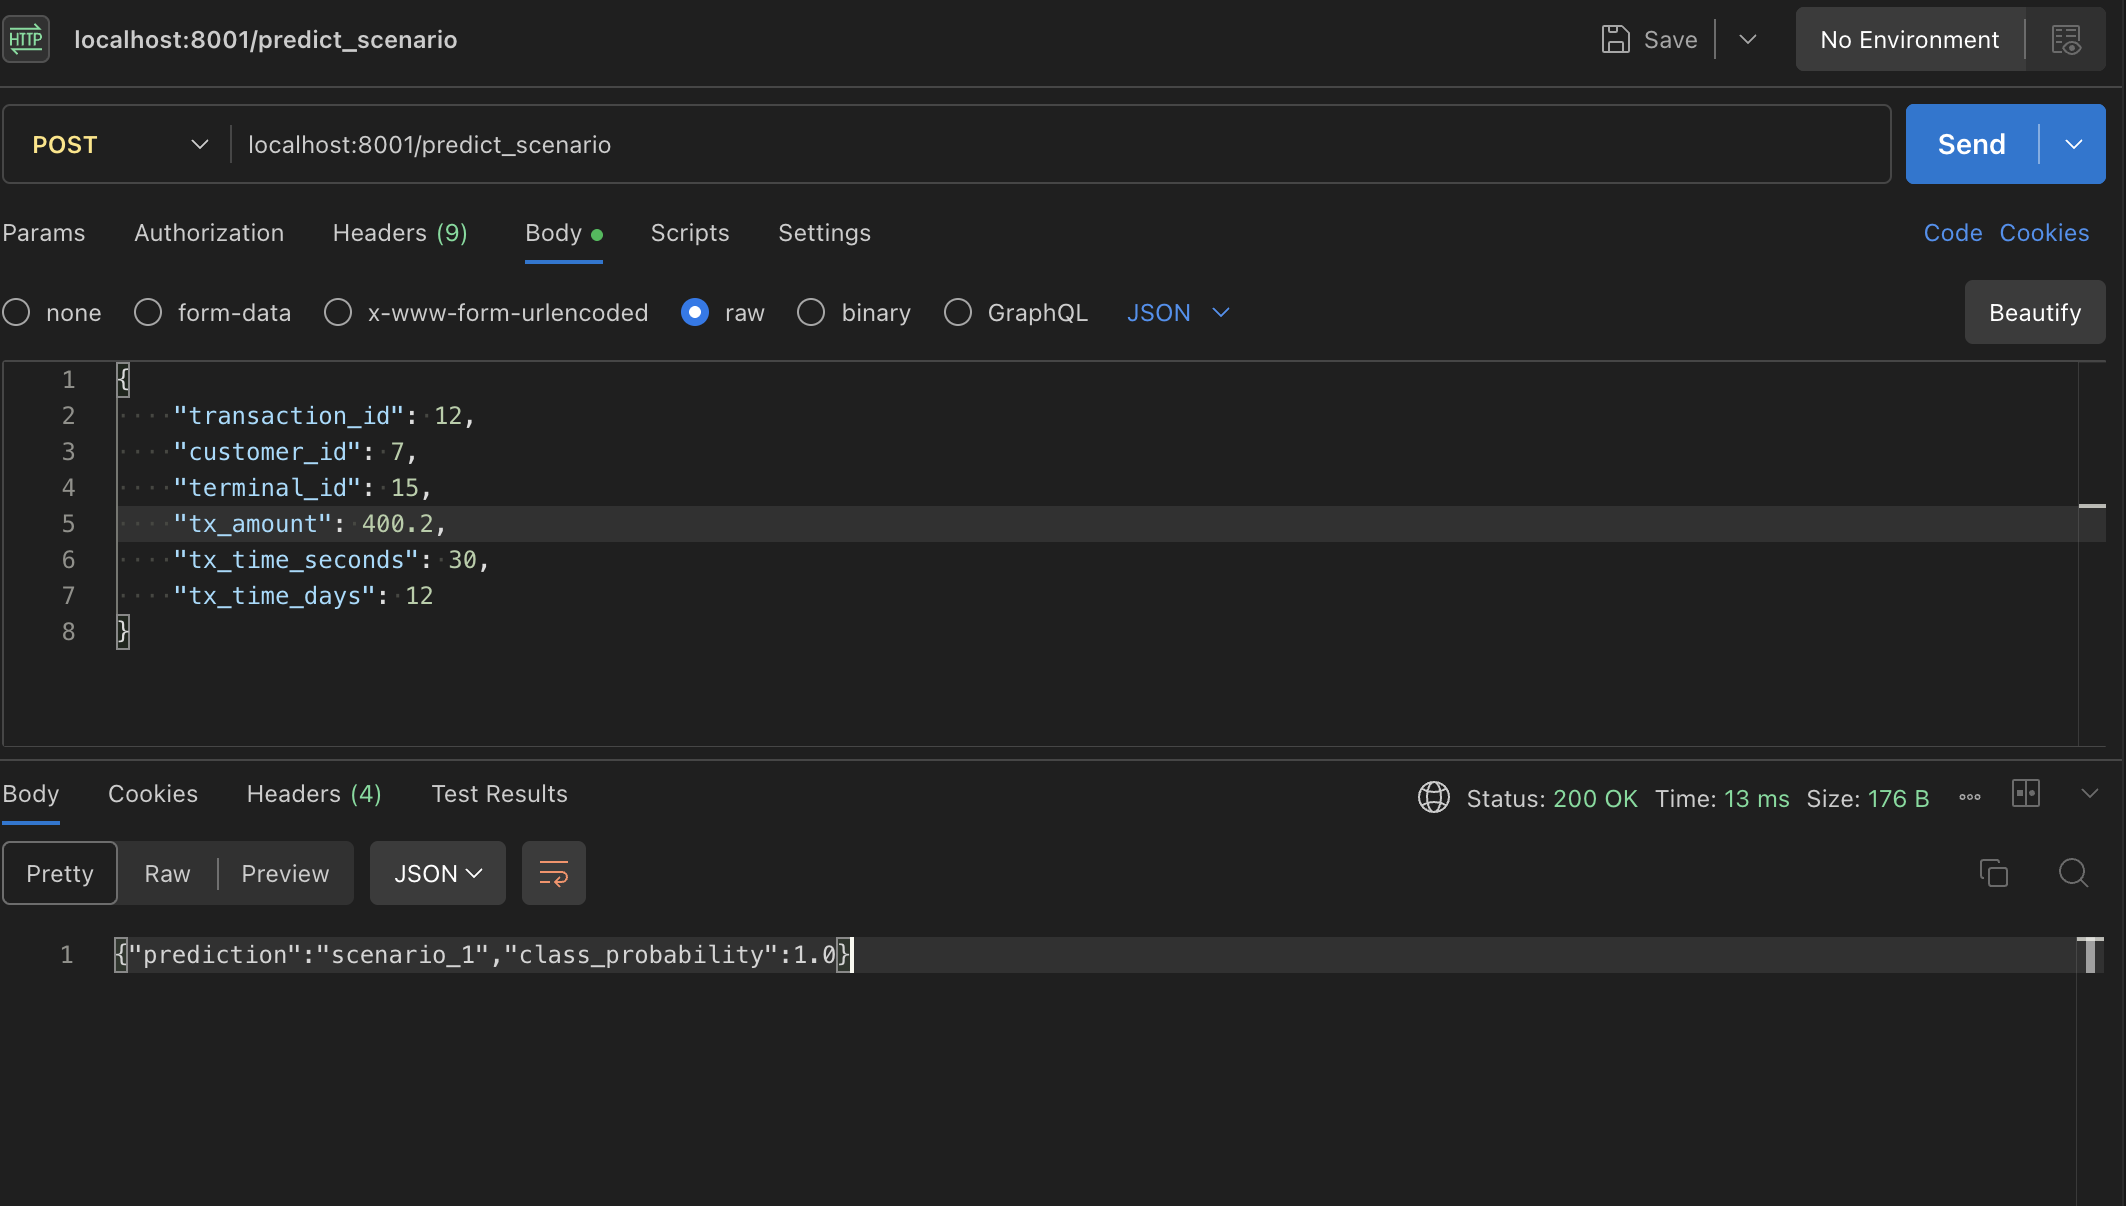 HTTP localhost:8001/predict_scenario Save No Environment
POST localhost:8001/predict_scenario Send
Params Authorization Headers (9) Body Scripts Settings Code Cookies
none form-data x-www-form-urlencoded raw binary GraphQL JSON Beautify
1 {
2 "transaction_id": 12,
3 "customer_id": 7,
4 "terminal_id": 15,
5 "tx_amount": 400.2,
6 "tx_time_seconds": 30,
7 "tx_time_days": 12
8 }
Body Cookies Headers (4) Test Results Status: 200 OK Time: 13 ms Size: 176 B
Pretty Raw Preview JSON
1 {"prediction":"scenario_1","class_probability":1.0}